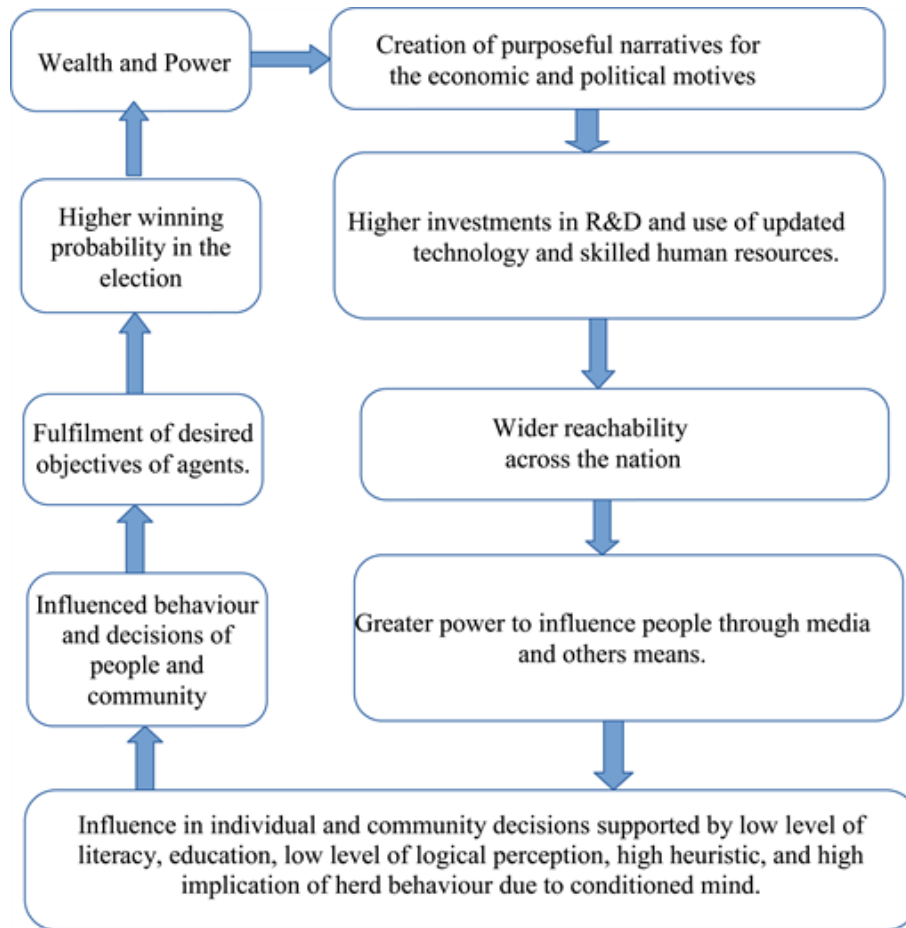 Wealth and Power
Creation of purposeful narratives for
the economic and political motives
Higher investments in R&D and use of updated
technology and skilled human resources.
Wider reachability
across the nation
Greater power to influence people through media
and others means.
Influence in individual and community decisions supported by low level of
literacy, education, low level of logical perception, high heuristic, and high
implication of herd behaviour due to conditioned mind.
Influenced behaviour
and decisions of
people and
community
Fulfilment of desired
objectives of agents.
Higher winning
probability in the
election